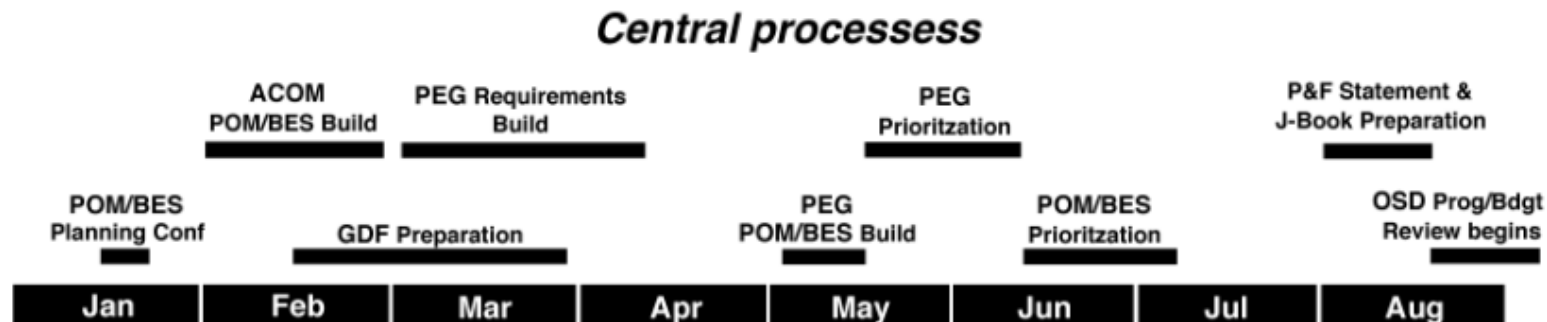 Central processess
ACOM
POM/BES Build
PEG Requirements
Build
PEG
Prioritzation
P&F Statement &
J-Book Preparation
POM/BES
Planning Conf
GDF Preparation
PEG
POM/BES Build
POM/BES
Prioritzation
OSD Prog/Bdgt
Review begins
Jan Feb Mar Apr May Jun Jul Aug